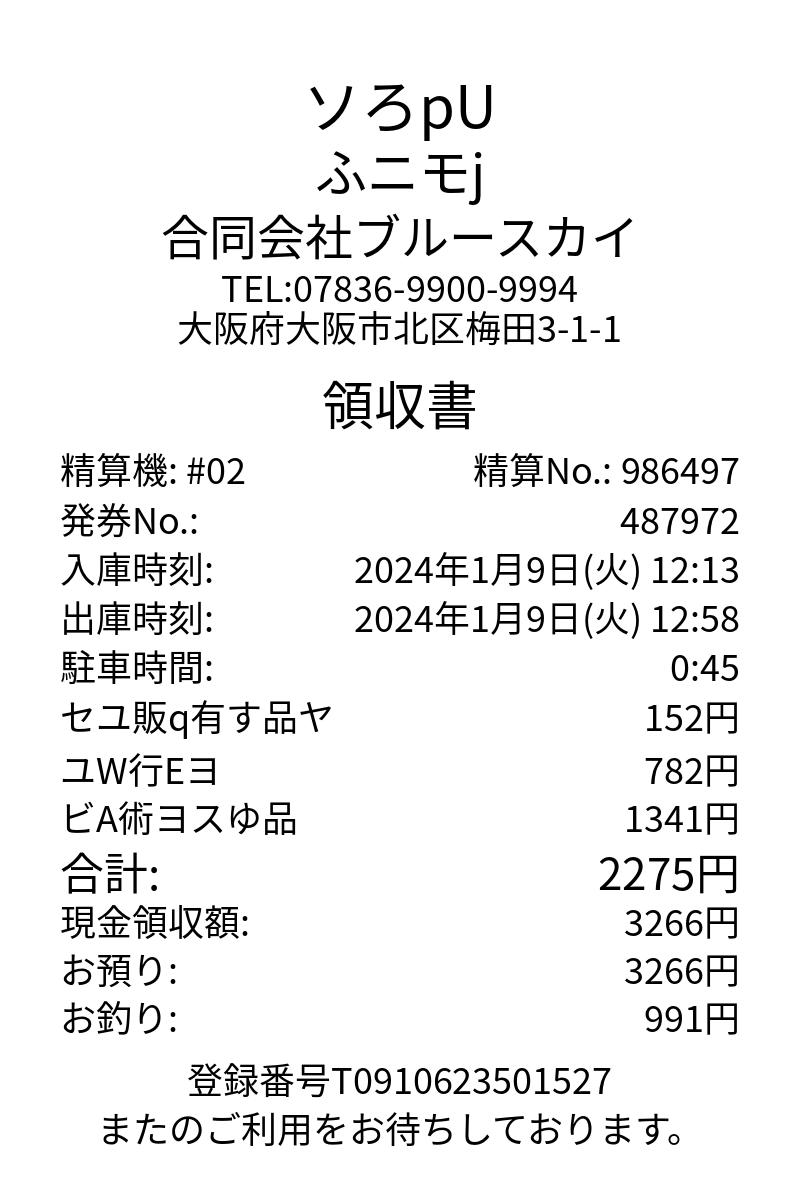 ソろpU
ふニモj
合同会社ブルースカイ
TEL:07836-9900-9994
大阪府大阪市北区梅田3-1-1
領収書
精算機: #02 精算No.: 986497
発券No.: 487972
入庫時刻: 2024年1月9日(火) 12:13
出庫時刻: 2024年1月9日(火) 12:58
駐車時間: 0:45
セユ販q有す品ヤ 152円
ユW行Eヨ 782円
ビA術ヨスゆ品 1341円
合計: 2275円
現金領収額: 3266円
お預り: 3266円
お釣り: 991円
登録番号T0910623501527
またのご利用をお待ちしております。